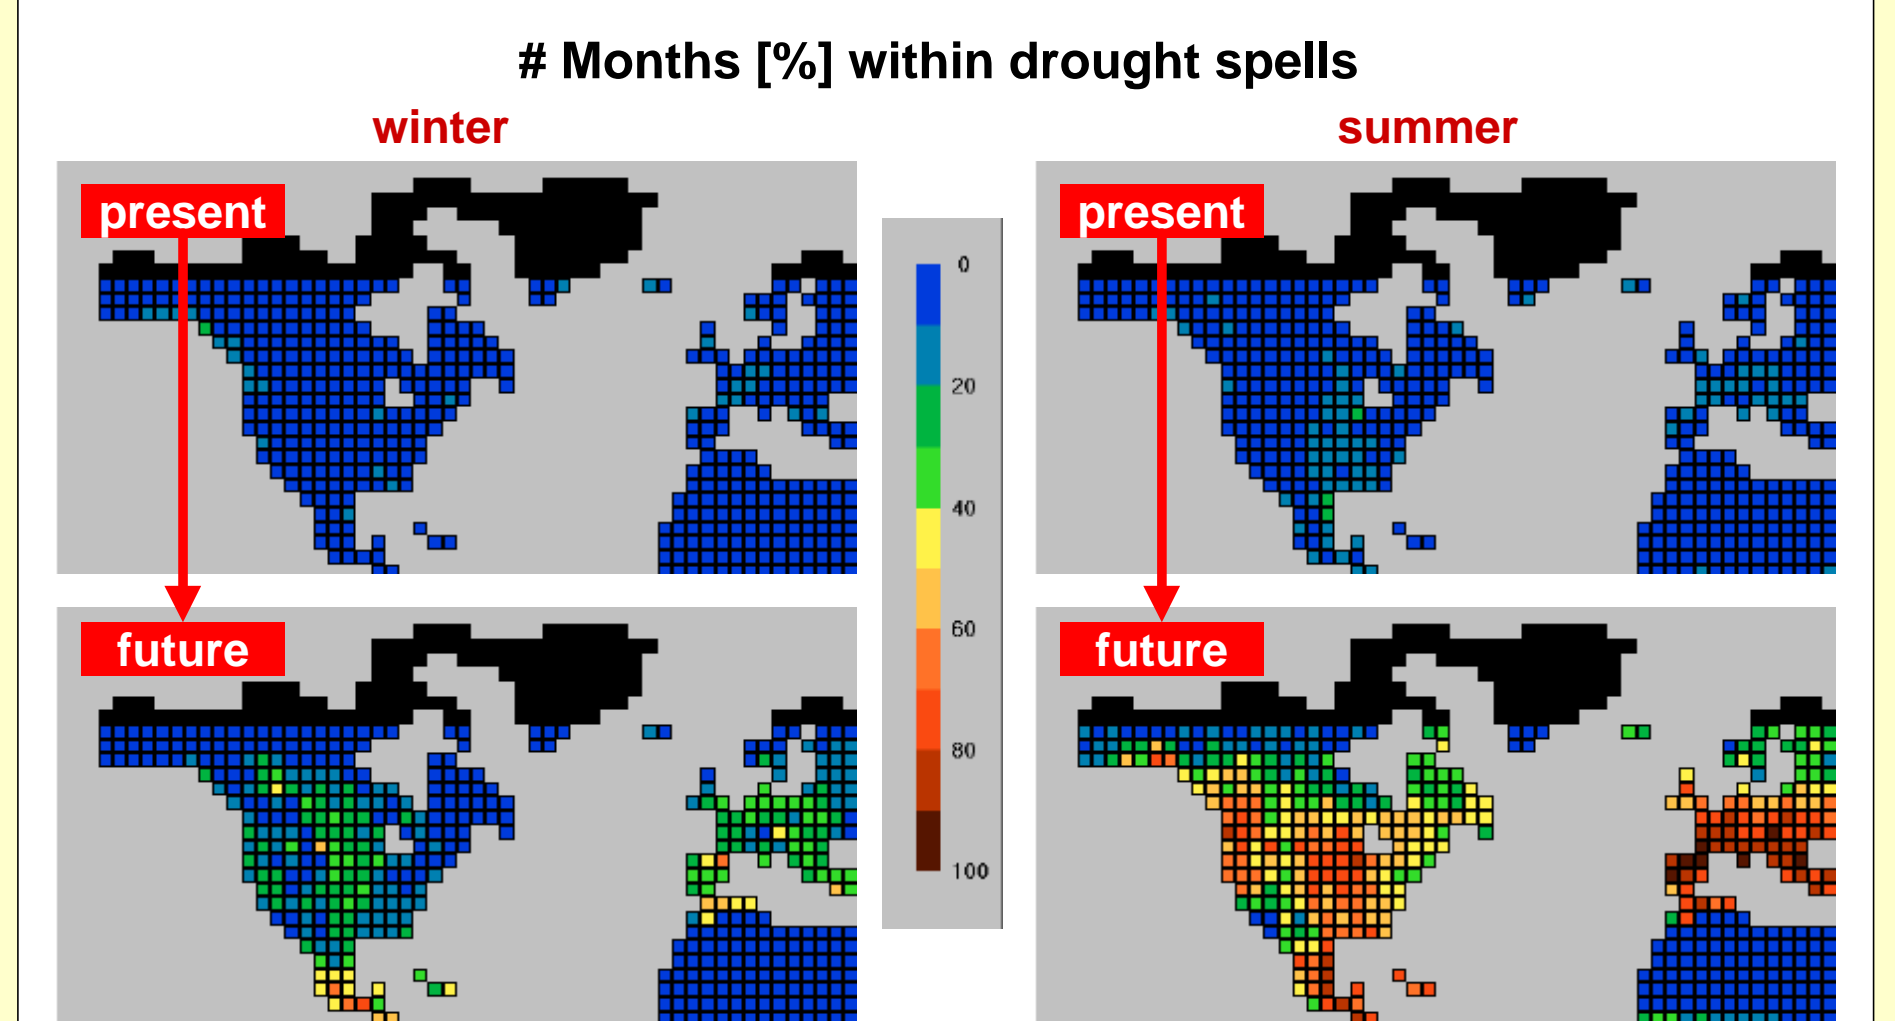 # Months [%] within drought spells
winter
summer
present
present
0
20
40
60
80
100
future
future